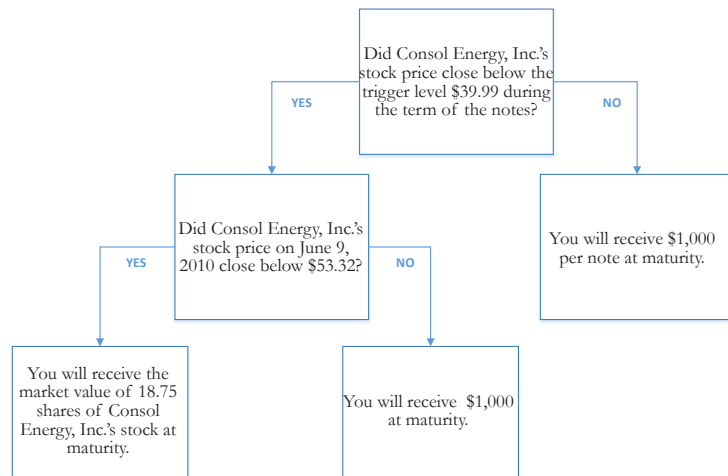 Did Consol Energy, Inc.'s
stock price close below the
trigger level $39.99 during
the term of the notes?
YES
NO
Did Consol Energy, Inc.'s
stock price on June 9,
2010 close below $53.32?
You will receive $1,000
per note at maturity.
YES
NO
You will receive the
market value of 18.75
shares of Consol
Energy, Inc.'s stock at
maturity.
You will receive $1,000
at maturity.